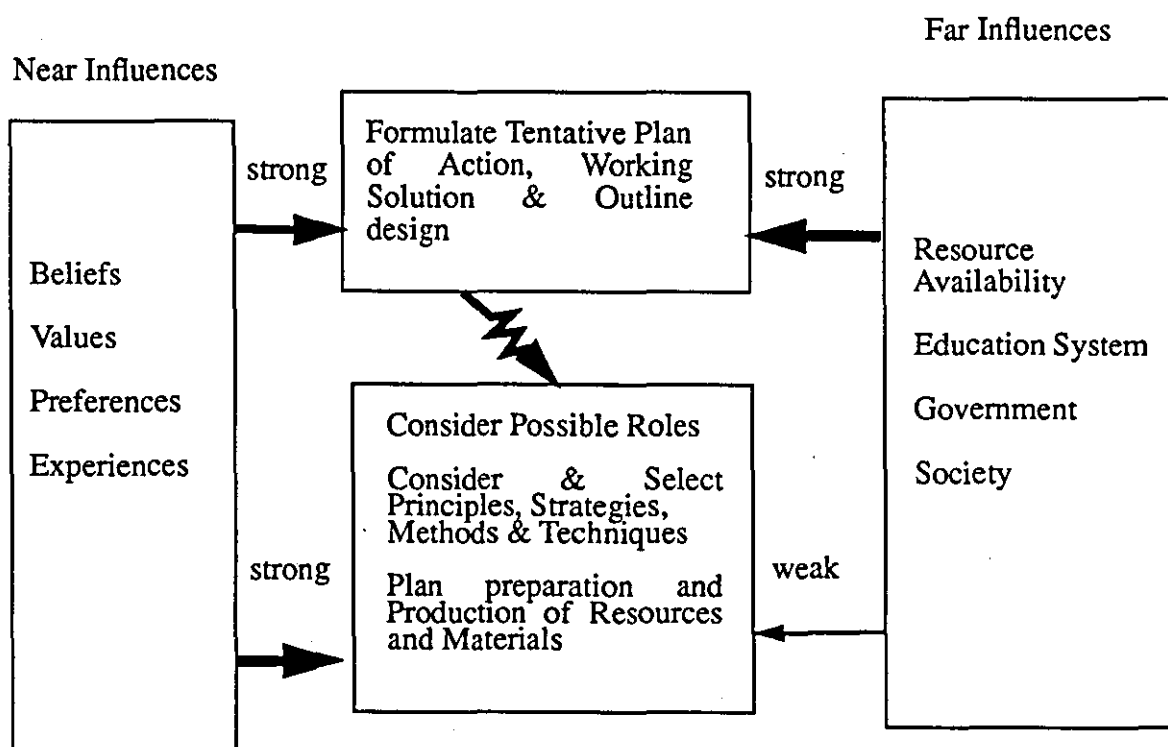 Far Influences
Near Influences
Formulate Tentative Plan
of Action, Working
Solution & Outline
design
strong
strong
Beliefs
Values
Preferences
Experiences
Resource
Availability
Education System
Government
Society
Consider Possible Roles
Consider & Select
Principles, Strategies,
Methods & Techniques
Plan preparation and
Production of Resources
and Materials
strong
weak